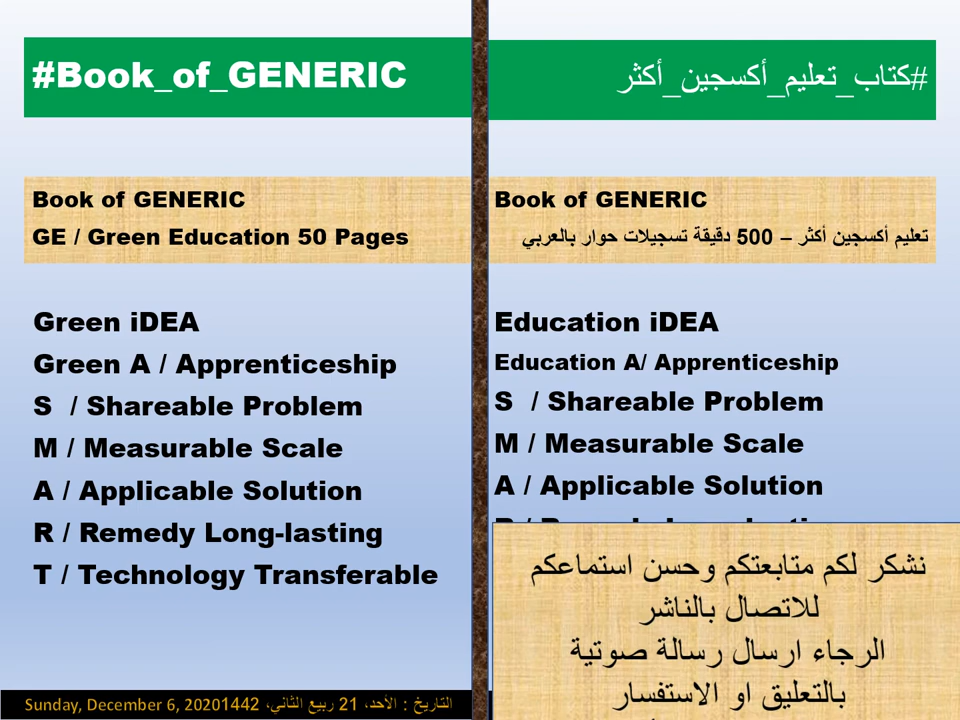 #Book_of_GENERIC
Book of GENERIC
GE / Green Education 50 Pages
Green iDEA
Green A / Apprenticeship
S / Shareable Problem
M / Measurable Scale
A / Applicable Solution
R / Remedy Long-lasting
T / Technology Transferable
Sunday, December 6, 2020 التاريخ : الأحد، 21 ربيع الثاني، 1442
#كتاب_تعليم_أكسجين_أكثر
Book of GENERIC
تعليم أكسجين أكثر – 500 دقيقة تسجيلات حوار بالعربي
Education iDEA
Education A/ Apprenticeship
S / Shareable Problem
M / Measurable Scale
A / Applicable Solution
نشكر لكم متابعتكم وحسن استماعكم
للاتصال بالناشر
الرجاء ارسال رسالة صوتية
بالتعليق او الاستفسار